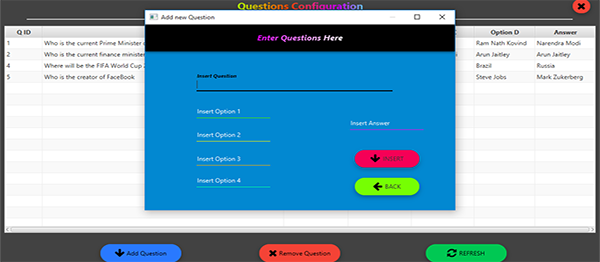 Questions Configuration
Add new Question
Q ID
Option D
Answer
Enter Questions Here
1
Who is the current Prime Minister
Ram Nath Kovind
Narendra Modi
2
Who is the current finance minister
Arun Jaitley
Arun Jaitley
4
Where will be the FIFA World Cup
Brazil
Russia
5
Who is the creator of FaceBook
Steve Jobs
Mark Zukerberg
Insert Question
Insert Option 1
Insert Answer
Insert Option 2
Insert Option 3
INSERT
Insert Option 4
BACK
Add Question
Remove Question
REFRESH